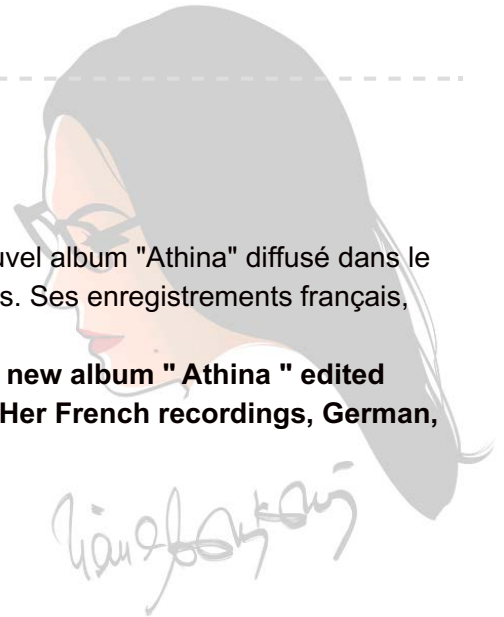 uvel album "Athina" diffusé dans le
s. Ses enregistrements français,
new album " Athina " edited
Her French recordings, German,